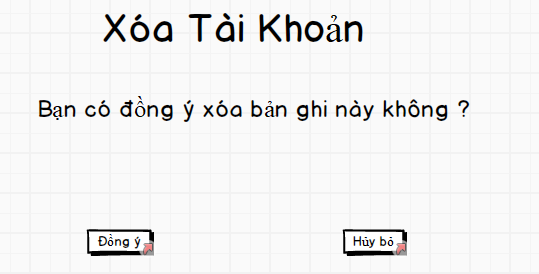 Xóa Tài Khoản
Bạn có đồng ý xóa bản ghi này không ?
Đồng ý
Hủy bỏ